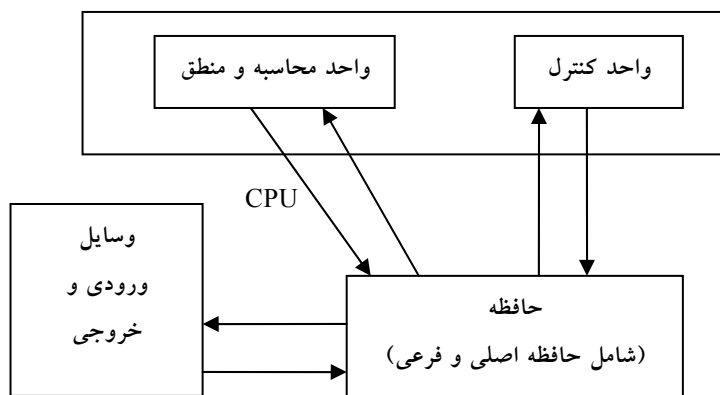 واحد کنترل
واحد محاسبه و منطق
CPU
وسایل
ورودی و
خروجی
حافظه
(شامل حافظه اصلی و فرعی)